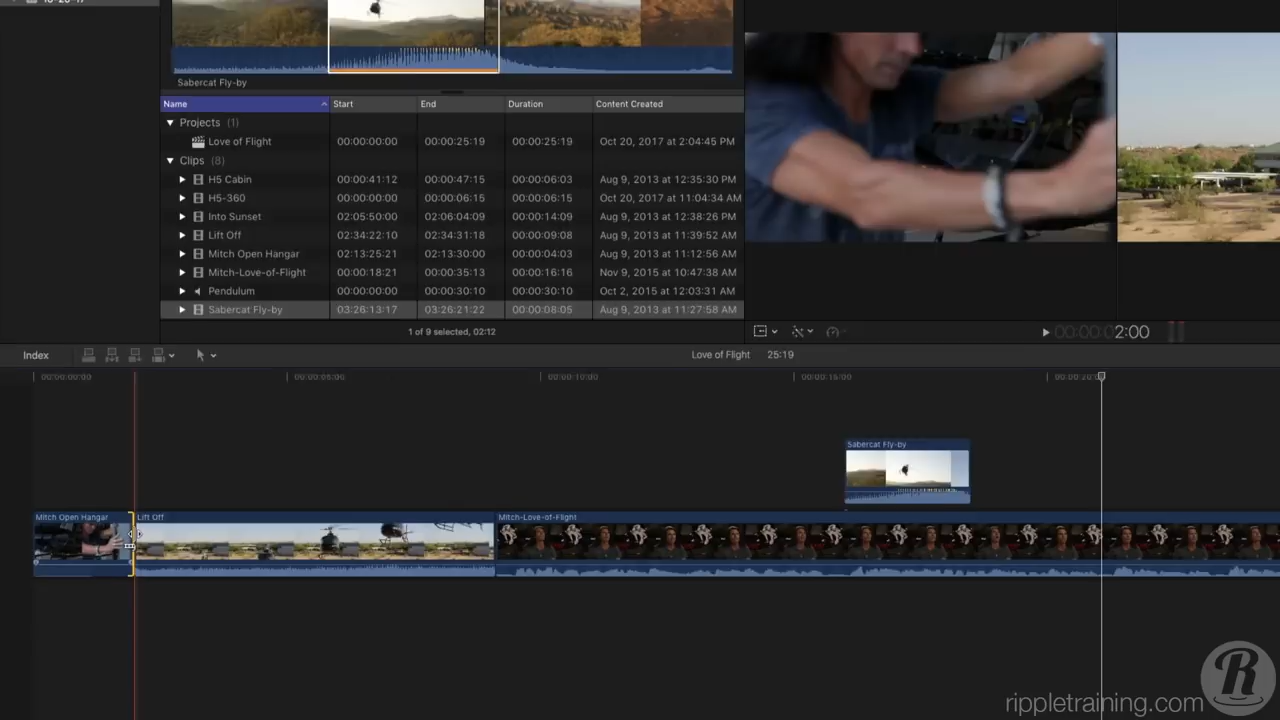 Sabercat Fly-by
Name Start End Duration Content Created
Projects (1)
Love of Flight 00:00:00:00 00:00:25:19 00:00:25:19 Oct 20, 2017 at 2:04:45 PM
Clips (8)
H5 Cabin 00:00:41:12 00:00:47:15 00:00:06:03 Aug 9, 2013 at 12:35:30 PM
H5-360 00:00:00:00 00:00:06:15 00:00:06:15 Oct 20, 2017 at 11:04:34 AM
Into Sunset 02:05:50:00 02:06:04:09 00:00:14:09 Aug 9, 2013 at 12:38:26 PM
Lift Off 02:34:22:10 02:34:31:18 00:00:09:08 Aug 9, 2013 at 11:39:52 AM
Mitch Open Hangar 02:13:25:21 02:13:30:00 00:00:04:03 Aug 9, 2013 at 11:12:56 AM
Mitch-Love-of-Flight 00:00:18:21 00:00:35:13 00:00:16:16 Nov 9, 2015 at 10:47:38 AM
Pendulum 00:00:00:00 00:00:30:10 00:00:30:10 Oct 2, 2015 at 12:03:31 AM
Sabercat Fly-by 03:26:13:17 03:26:21:22 00:00:08:05 Aug 9, 2013 at 11:27:58 AM
1 of 9 selected, 02:12
00:00:00:02:00
Index Love of Flight 25:19
00:00:00:00 00:00:05:00 00:00:10:00 00:00:15:00
Sabercat Fly-by
Mitch Open Hangar Lift Off Mitch-Love-of-Flight
R
rippletraining.com